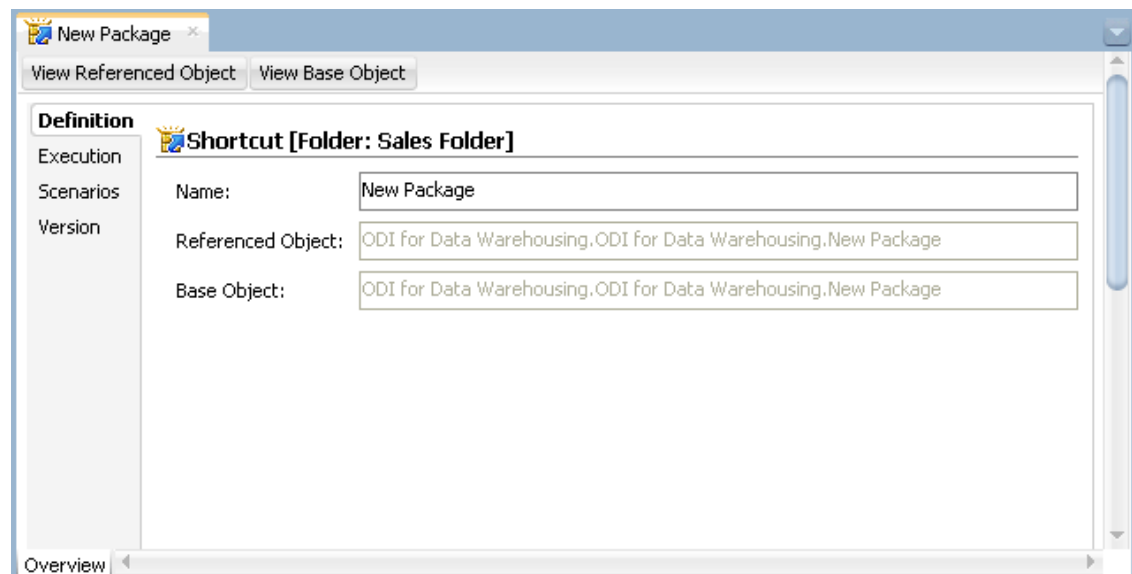 New Package
View Referenced Object View Base Object
Definition
Shortcut [Folder: Sales Folder]
Execution
Scenarios
Version
Name: New Package
Referenced Object: ODI for Data Warehousing.ODI for Data Warehousing.New Package
Base Object: ODI for Data Warehousing.ODI for Data Warehousing.New Package
Overview